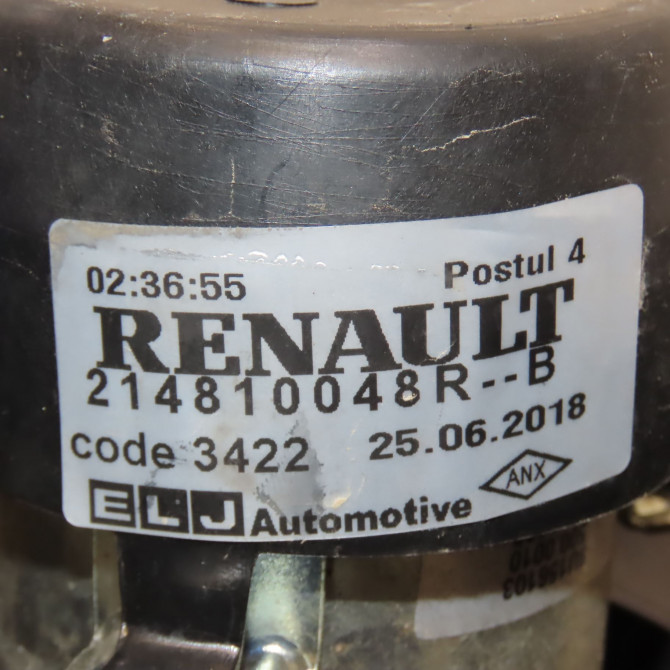 02:36:55 Postul 4
RENAULT
214810048R--B
code 3422 25.06.2018
ANX
ELJ Automotive